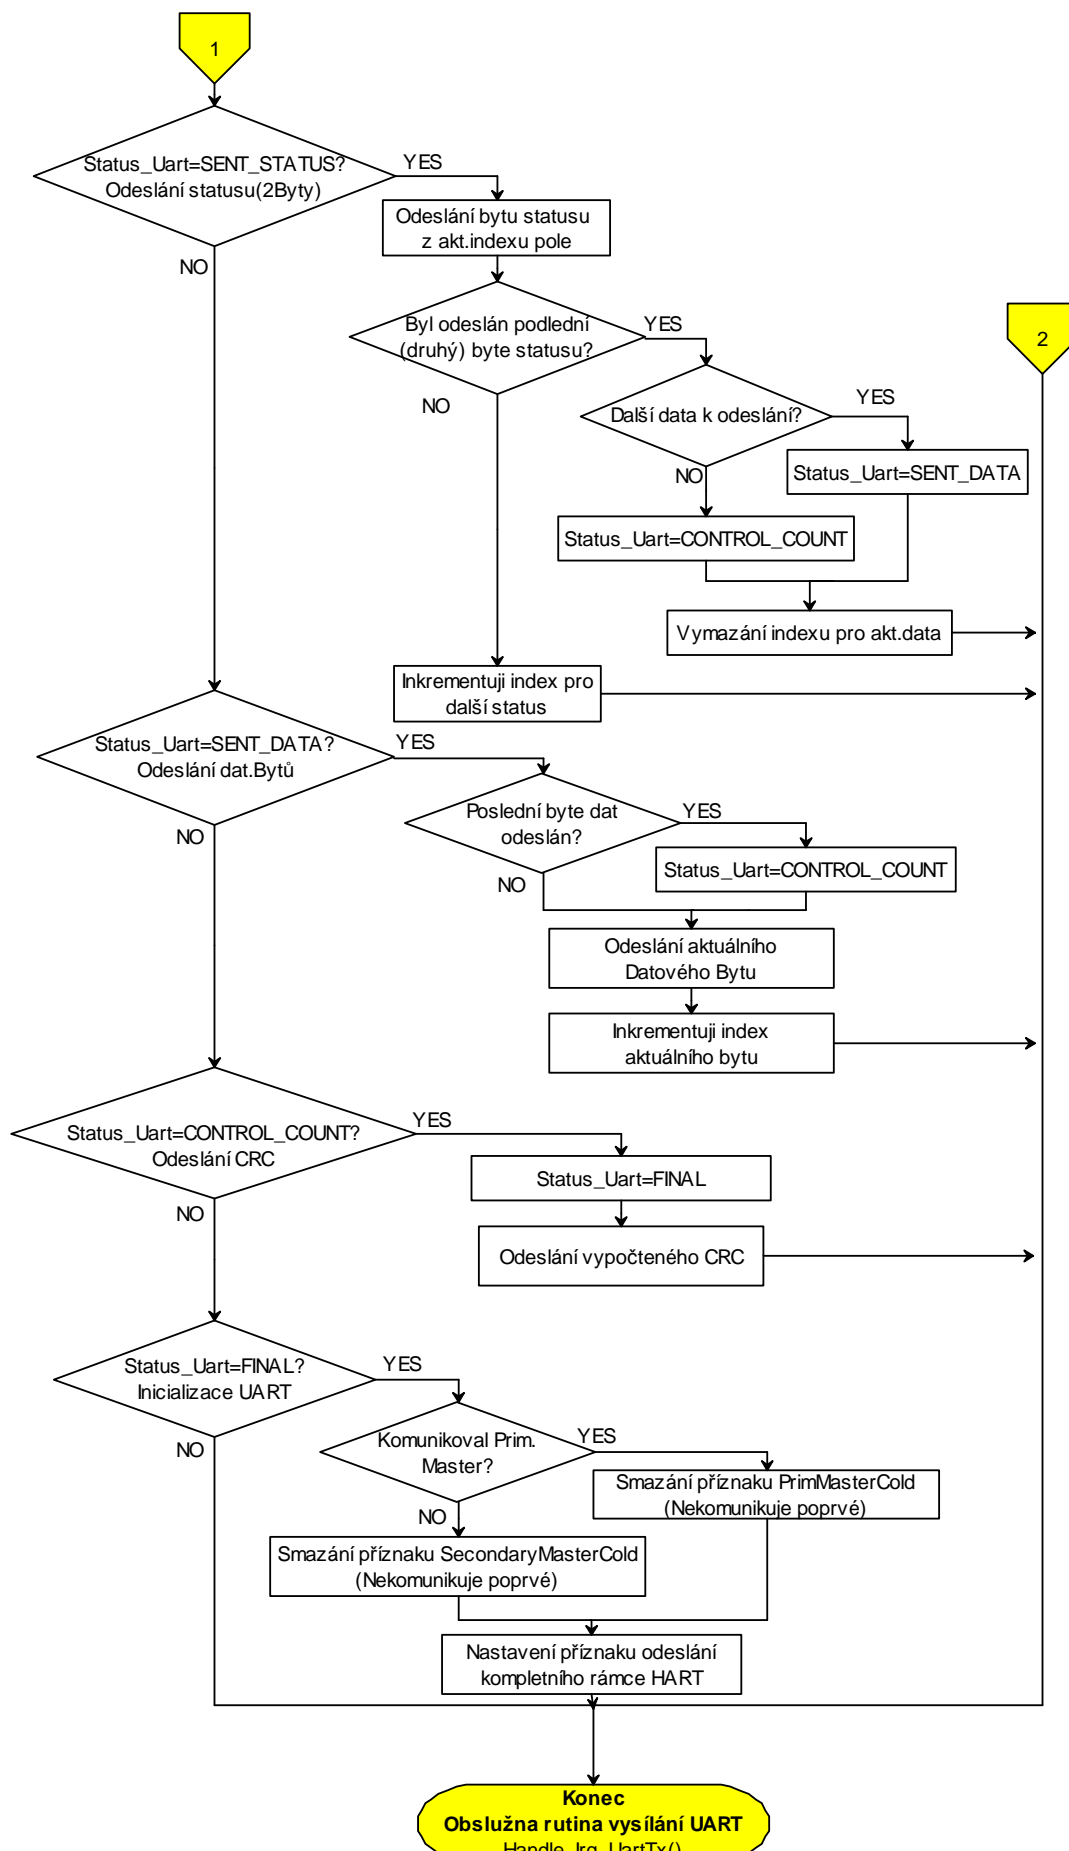 1
Status_Uart=SENT_STATUS?
Odeslání statusu(2Byty)
YES
NO
Odeslání bytu statusu
z akt.indexu pole
Byl odeslán podlední
(druhý) byte statusu?
YES
NO
2
Další data k odeslání?
YES
NO
Status_Uart=SENT_DATA
Status_Uart=CONTROL_COUNT
Vymazání indexu pro akt.data
Inkrementuji index pro
další status
Status_Uart=SENT_DATA?
Odeslání dat.Bytů
YES
NO
Poslední byte dat
odeslán?
YES
NO
Status_Uart=CONTROL_COUNT
Odeslání aktuálního
Datového Bytu
Inkrementuji index
aktuálního bytu
Status_Uart=CONTROL_COUNT?
Odeslání CRC
YES
NO
Status_Uart=FINAL
Odeslání vypočteného CRC
Status_Uart=FINAL?
Inicializace UART
YES
NO
Komunikoval Prim.
Master?
YES
NO
Smazání příznaku PrimMasterCold
(Nekomunikuje poprvé)
Smazání příznaku SecondaryMasterCold
(Nekomunikuje poprvé)
Nastavení příznaku odeslání
kompletního rámce HART
Konec
Obslužna rutina vysílání UART
Handle_Irq_UartTx()